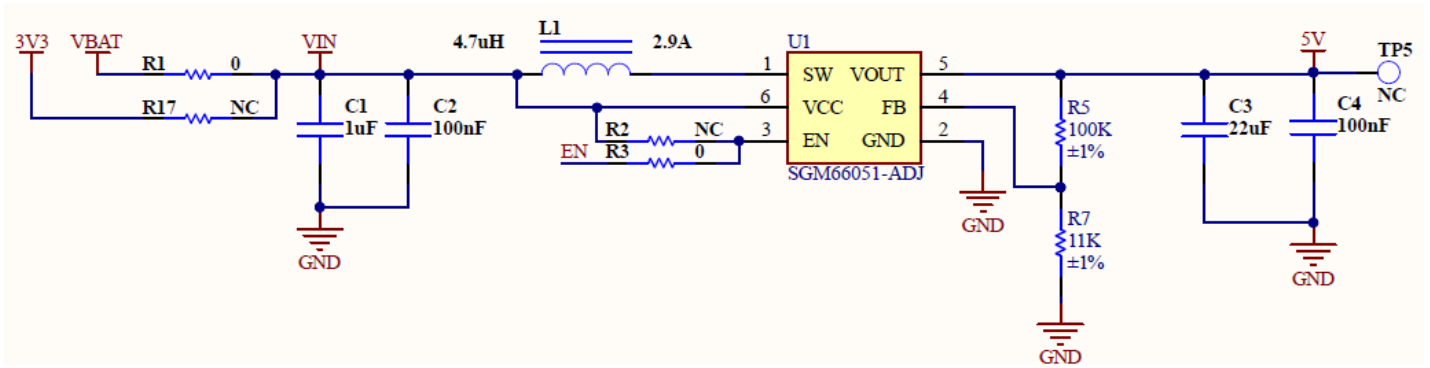 3V3
VBAT
R1
0
R17
NC
VIN
C1
1uF
C2
100nF
GND
4.7uH
L1
2.9A
EN
R2
NC
R3
0
U1
1
SW
VOUT
5
6
VCC
FB
4
3
EN
GND
2
SGM66051-ADJ
GND
R5
100K
±1%
R7
11K
±1%
GND
5V
TP5
NC
C3
22uF
C4
100nF
GND